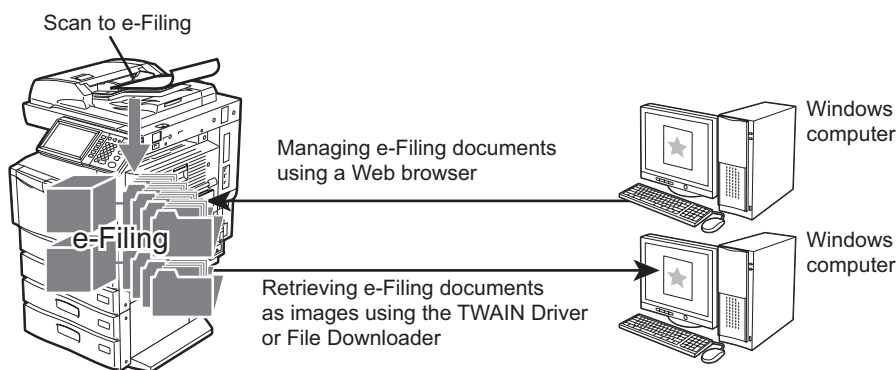 Scan to e-Filing
Managing e-Filing documents
using a Web browser
Windows
computer
e-Filing
Retrieving e-Filing documents
as images using the TWAIN Driver
or File Downloader
Windows
computer